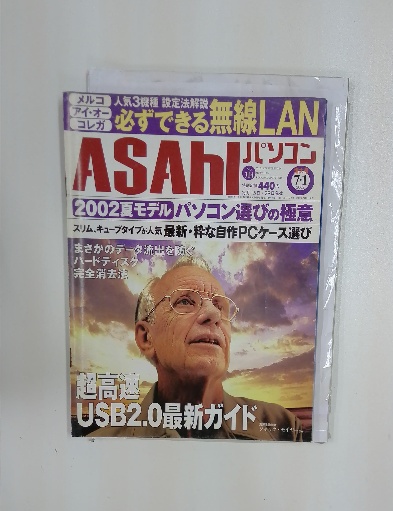 メルコ
アイ・オー
コレガ
人気3機種 設定法解説
必ずできる無線LAN
ASAhIパソコン
7・1
440
2002夏モデル パソコン選びの極意
スリム、キューブタイプが人気 最新・粋な自作PCケース選び
まさかのデータ流出を防ぐ
ハードディスク
完全消去法
超高速
USB2.0最新ガイド